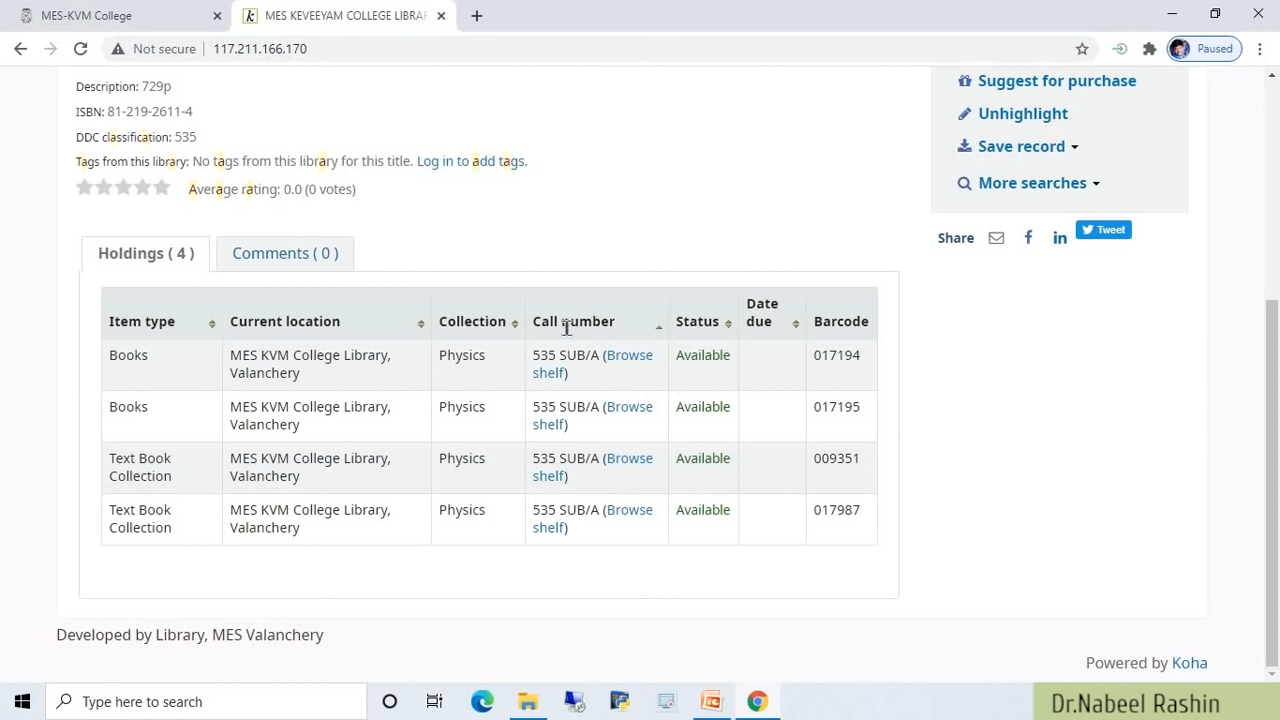 MES-KVM College
MES KEVEEYAM COLLEGE LIBRAR
Not secure 117.211.166.170 Paused
Description: 729p
ISBN: 81-219-2611-4
DDC classification: 535
Tags from this library: No tags from this library for this title. Log in to add tags.
Average rating: 0.0 (0 votes)
Suggest for purchase
Unhighlight
Save record
More searches
Share Tweet
Holdings ( 4 ) Comments ( 0 )
Item type Current location Collection Call number Status Date due Barcode
Books MES KVM College Library, Valanchery Physics 535 SUB/A (Browse shelf) Available 017194
Books MES KVM College Library, Valanchery Physics 535 SUB/A (Browse shelf) Available 017195
Text Book Collection MES KVM College Library, Valanchery Physics 535 SUB/A (Browse shelf) Available 009351
Text Book Collection MES KVM College Library, Valanchery Physics 535 SUB/A (Browse shelf) Available 017987
Developed by Library, MES Valanchery
Powered by Koha
Type here to search
Dr.Nabeel Rashin